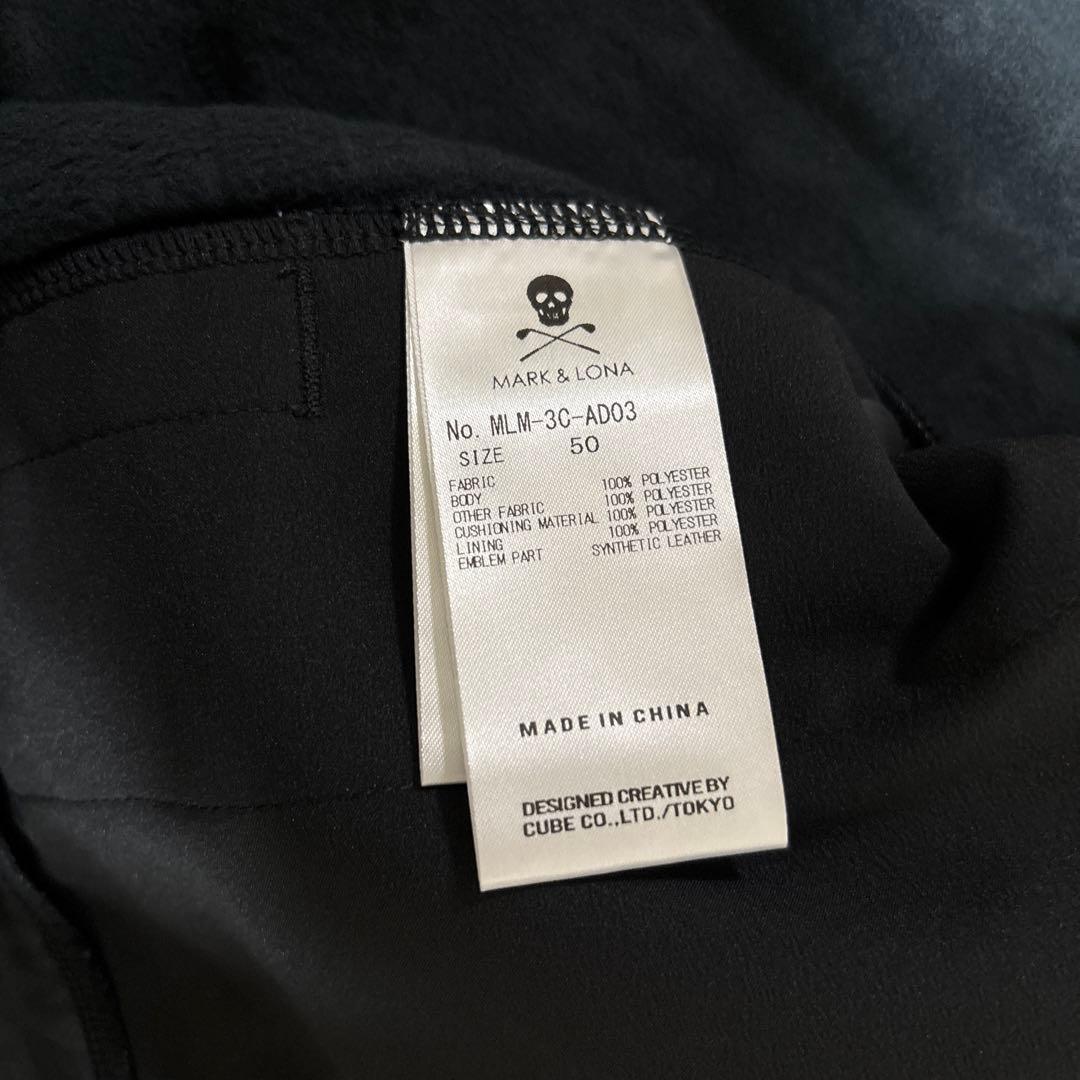 MARK & LONA
No. MLM-3C-AD03
SIZE 50
FABRIC
BODY 100% POLYESTER
OTHER FABRIC 100% POLYESTER
CUSHIONING MATERIAL 100% POLYESTER
LINING 100% POLYESTER
EMBLEM PART SYNTHETIC LEATHER
MADE IN CHINA
DESIGNED CREATIVE BY
CUBE CO.,LTD./TOKYO